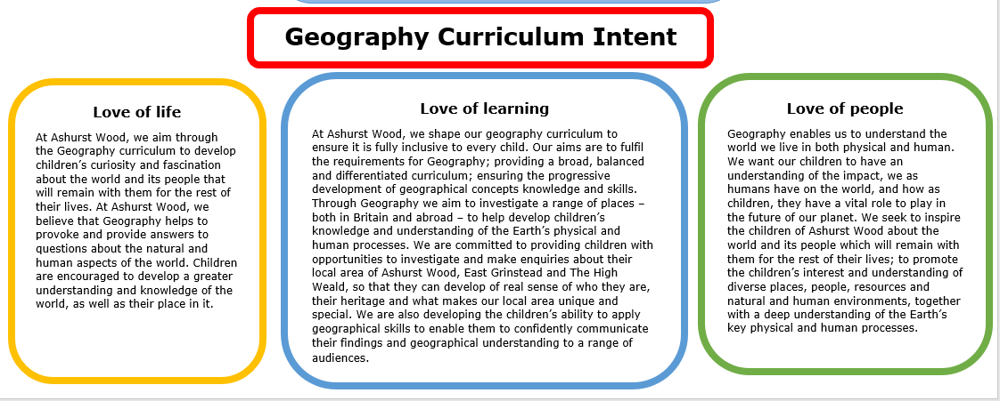 Geography Curriculum Intent
Love of life
At Ashurst Wood, we aim through
the Geography curriculum to develop
children's curiosity and fascination
about the world and its people that
will remain with them for the rest of
their lives. At Ashurst Wood, we
believe that Geography helps to
provoke and provide answers to
questions about the natural and
human aspects of the world. Children
are encouraged to develop a greater
understanding and knowledge of the
world, as well as their place in it.
Love of learning
At Ashurst Wood, we shape our geography curriculum to
ensure it is fully inclusive to every child. Our aims are to fulfil
the requirements for Geography; providing a broad, balanced
and differentiated curriculum; ensuring the progressive
development of geographical concepts knowledge and skills.
Through Geography we aim to investigate a range of places –
both in Britain and abroad – to help develop children's
knowledge and understanding of the Earth's physical and
human processes. We are committed to providing children with
opportunities to investigate and make enquiries about their
local area of Ashurst Wood, East Grinstead and The High
Weald, so that they can develop of real sense of who they are,
their heritage and what makes our local area unique and
special. We are also developing the children's ability to apply
geographical skills to enable them to confidently communicate
their findings and geographical understanding to a range of
audiences.
Love of people
Geography enables us to understand the
world we live in both physical and human.
We want our children to have an
understanding of the impact, we as
humans have on the world, and how as
children, they have a vital role to play in
the future of our planet. We seek to inspire
the children of Ashurst Wood about the
world and its people which will remain with
them for the rest of their lives; to promote
the children's interest and understanding of
diverse places, people, resources and
natural and human environments, together
with a deep understanding of the Earth's
key physical and human processes.